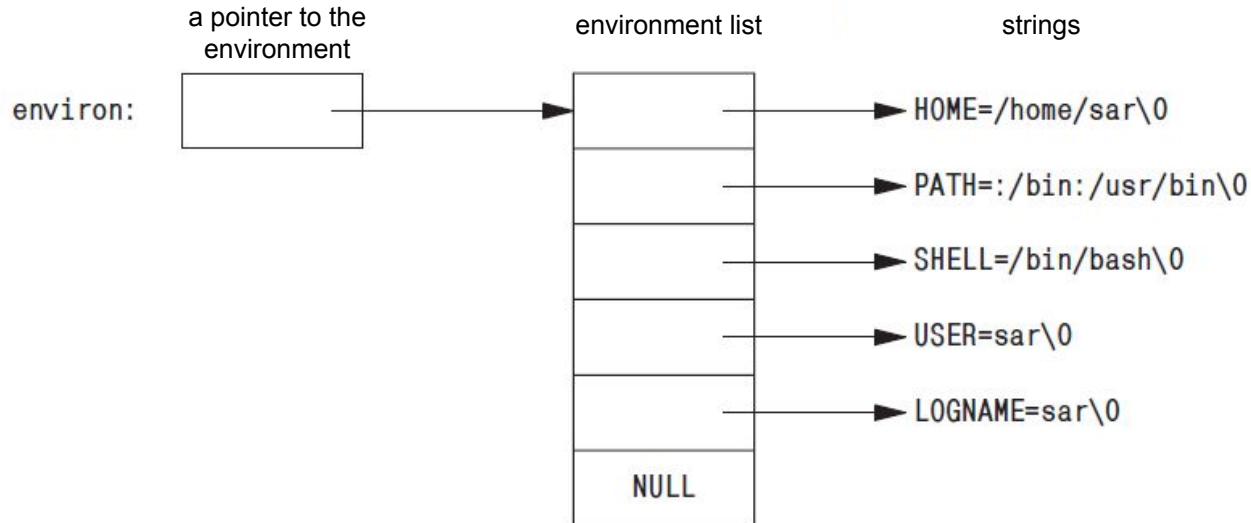 a pointer to the
environment
environment list
strings
environ:
HOME=/home/sar\0
PATH=:/bin:/usr/bin\0
SHELL=/bin/bash\0
USER=sar\0
LOGNAME=sar\0
NULL